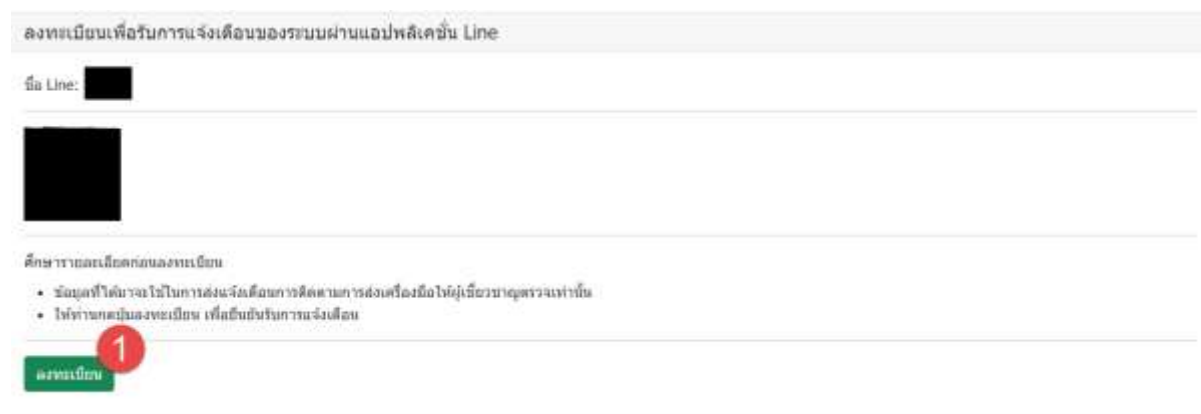 ลงทะเบียนเพื่อรับการแจ้งเตือนของระบบผ่านแอปพลิเคชั่น Line
ชื่อ Line:
ศึกษารายละเอียดก่อนลงทะเบียน
• ข้อมูลที่ได้มาจะใช้ในการส่งแจ้งเตือนการติดตามการส่งเครื่องมือให้ผู้เชี่ยวชาญตรวจเท่านั้น
• ให้ท่านกดปุ่มลงทะเบียน เพื่อยืนยันรับการแจ้งเตือน
1
ลงทะเบียน